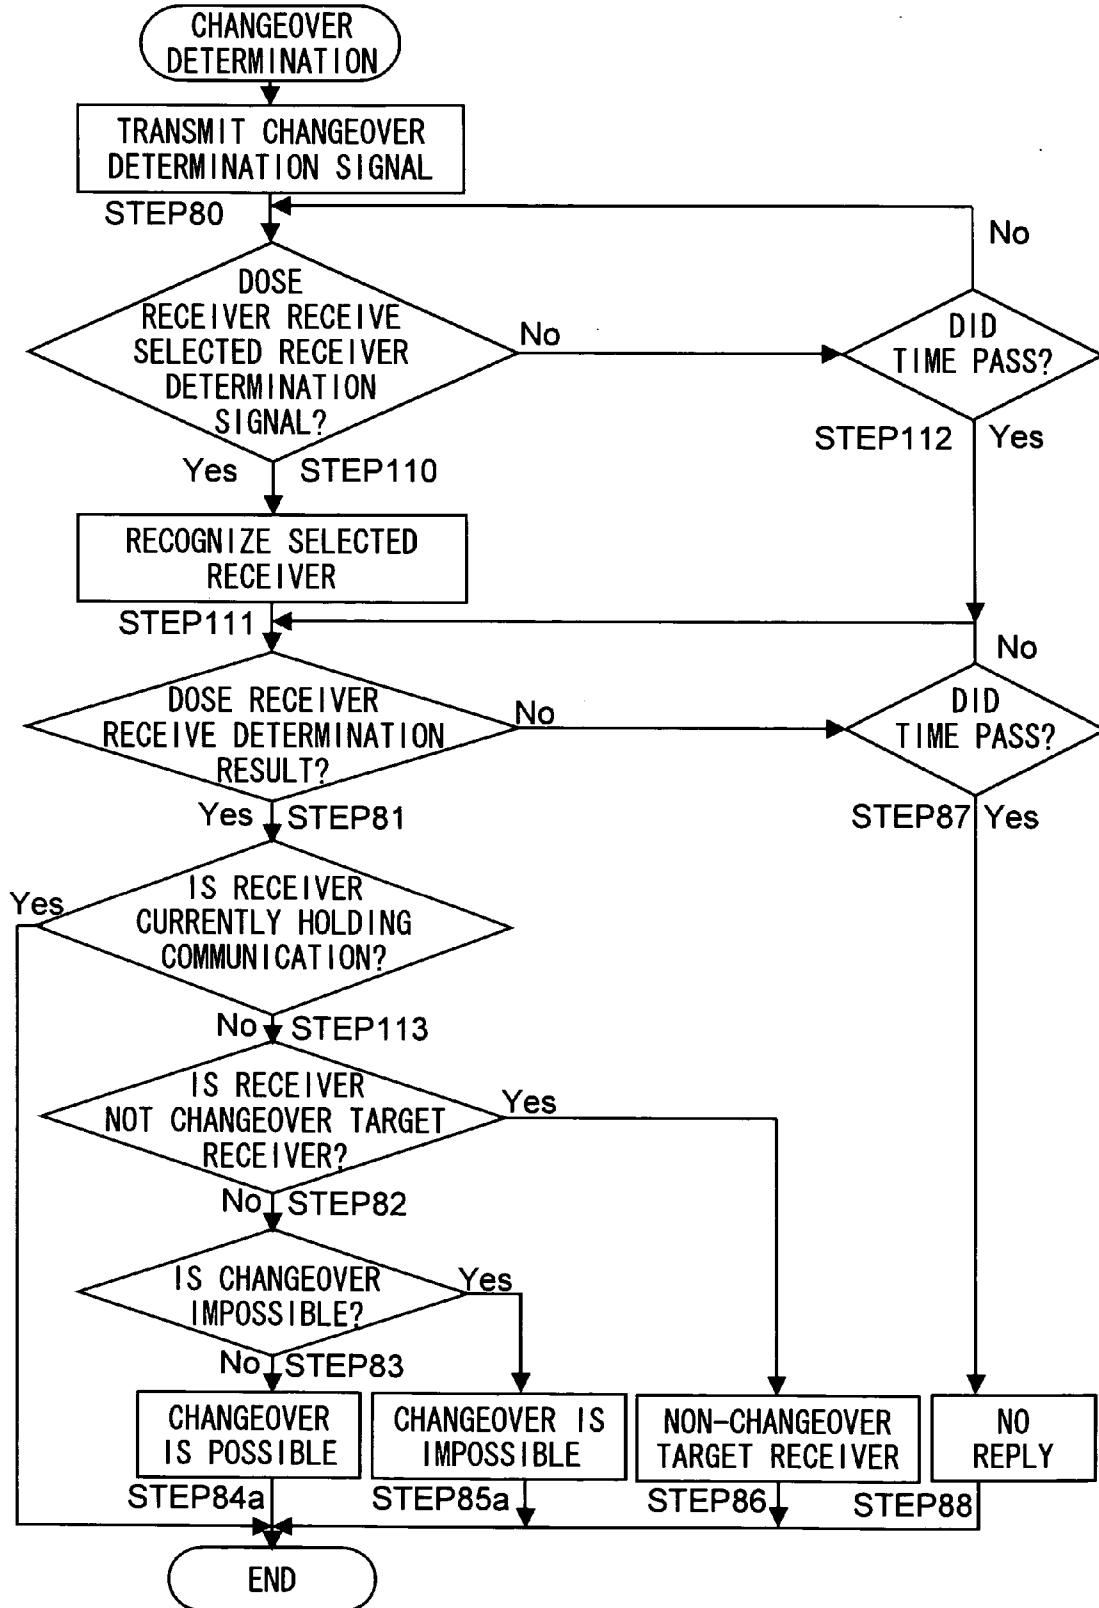 CHANGEOVER
DETERMINATION
TRANSMIT CHANGEOVER
DETERMINATION SIGNAL
STEP80
No
DOSE
RECEIVER RECEIVE
SELECTED RECEIVER
DETERMINATION
SIGNAL?
No
DID
TIME PASS?
STEP112
Yes
Yes
STEP110
RECOGNIZE SELECTED
RECEIVER
STEP111
No
DOSE RECEIVER
RECEIVE DETERMINATION
RESULT?
No
DID
TIME PASS?
STEP87
Yes
Yes
STEP81
IS RECEIVER
CURRENTLY HOLDING
COMMUNICATION?
Yes
No
STEP113
IS RECEIVER
NOT CHANGEOVER TARGET
RECEIVER?
Yes
No
STEP82
IS CHANGEOVER
IMPOSSIBLE?
Yes
No
STEP83
CHANGEOVER
IS POSSIBLE
CHANGEOVER IS
IMPOSSIBLE
NON-CHANGEOVER
TARGET RECEIVER
NO
REPLY
STEP84a
STEP85a
STEP86
STEP88
END